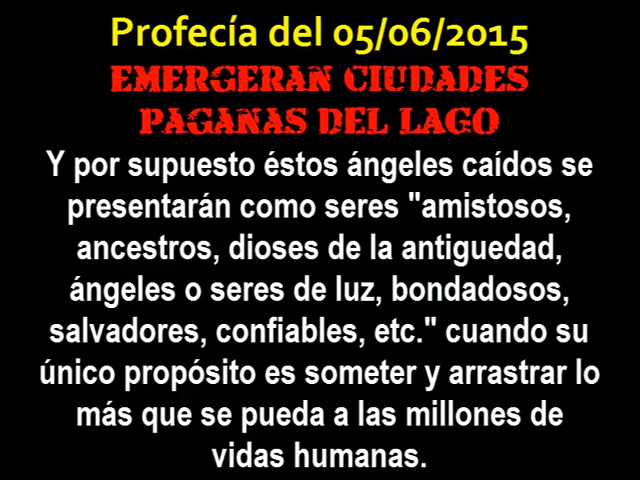 Profecía del 05/06/2015
EMERGERAN CIUDADES
PAGANAS DEL LAGO
Y por supuesto éstos ángeles caídos se
presentarán como seres "amistosos,
ancestros, dioses de la antiguedad,
ángeles o seres de luz, bondadosos,
salvadores, confiables, etc." cuando su
único propósito es someter y arrastrar lo
más que se pueda a las millones de
vidas humanas.